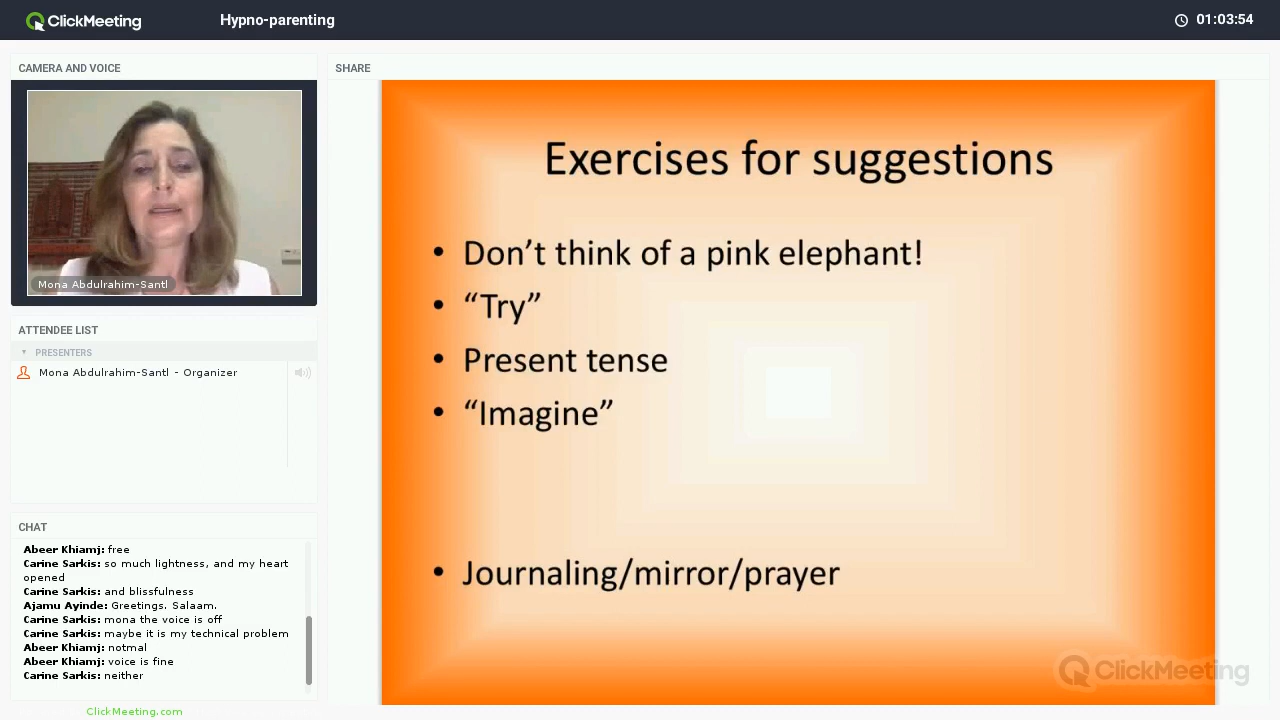 ClickMeeting
Hypno-parenting
01:03:54
CAMERA AND VOICE
Mona Abdulrahim-Santl
ATTENDEE LIST
PRESENTERS
Mona Abdulrahim-Santl - Organizer
CHAT
Abeer Khiamj: free
Carine Sarkis: so much lightness, and my heart
opened
Carine Sarkis: and blissfulness
Ajamu Ayinde: Greetings. Salaam.
Carine Sarkis: mona the voice is off
Carine Sarkis: maybe it is my technical problem
Abeer Khiamj: notmal
Abeer Khiamj: voice is fine
Carine Sarkis: neither
ClickMeeting.com
SHARE
Exercises for suggestions
• Don’t think of a pink elephant!
• “Try”
• Present tense
• “Imagine”
• Journaling/mirror/prayer
ClickMeeting